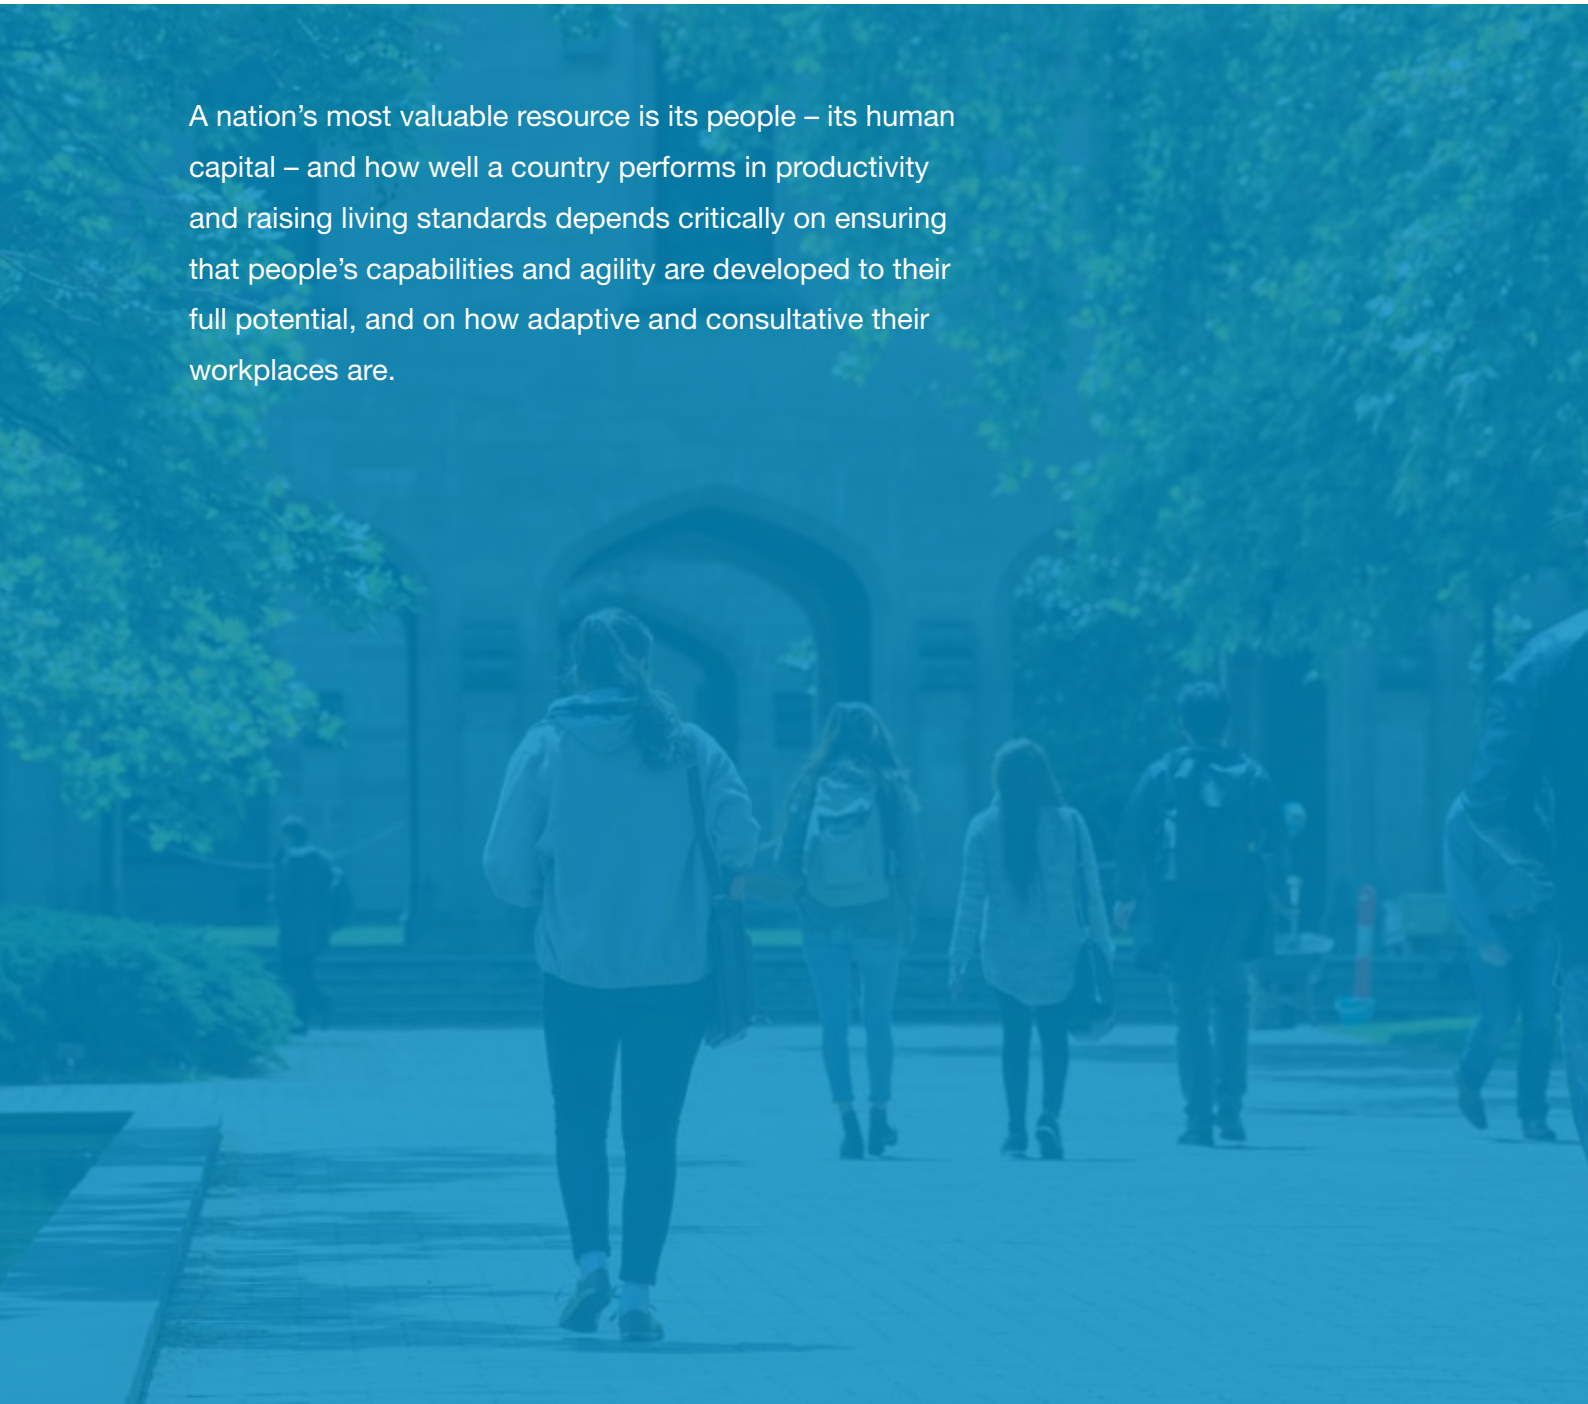 A nation’s most valuable resource is its people – its human
capital – and how well a country performs in productivity
and raising living standards depends critically on ensuring
that people’s capabilities and agility are developed to their
full potential, and on how adaptive and consultative their
workplaces are.